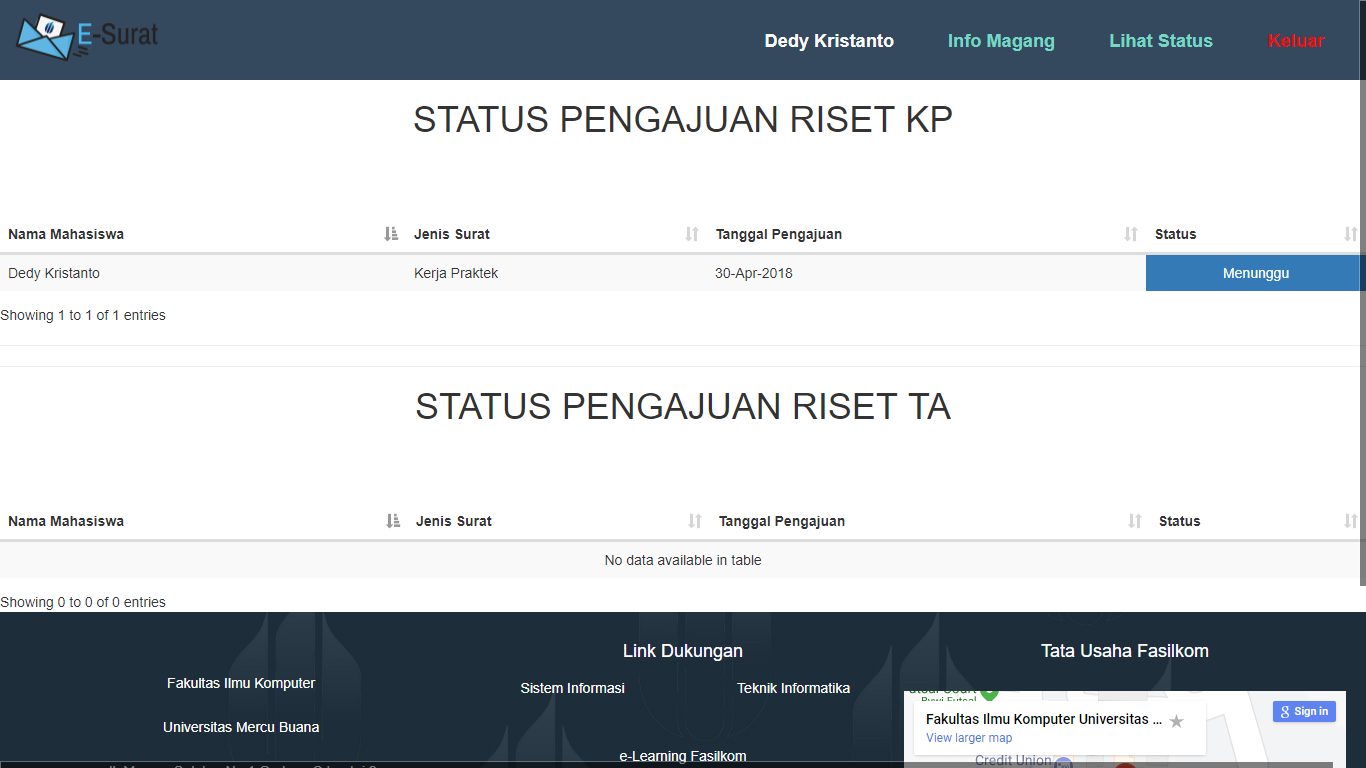 E-Surat
Dedy Kristanto Info Magang Lihat Status Keluar
STATUS PENGAJUAN RISET KP
Nama Mahasiswa Jenis Surat Tanggal Pengajuan Status
Dedy Kristanto Kerja Praktek 30-Apr-2018 Menunggu
Showing 1 to 1 of 1 entries
STATUS PENGAJUAN RISET TA
Nama Mahasiswa Jenis Surat Tanggal Pengajuan Status
No data available in table
Showing 0 to 0 of 0 entries
Link Dukungan Tata Usaha Fasilkom
Fakultas Ilmu Komputer Sistem Informasi Teknik Informatika
Universitas Mercu Buana
Fakultas Ilmu Komputer Universitas ...
Sign in
View larger map
e-Learning Fasilkom
Credit Union